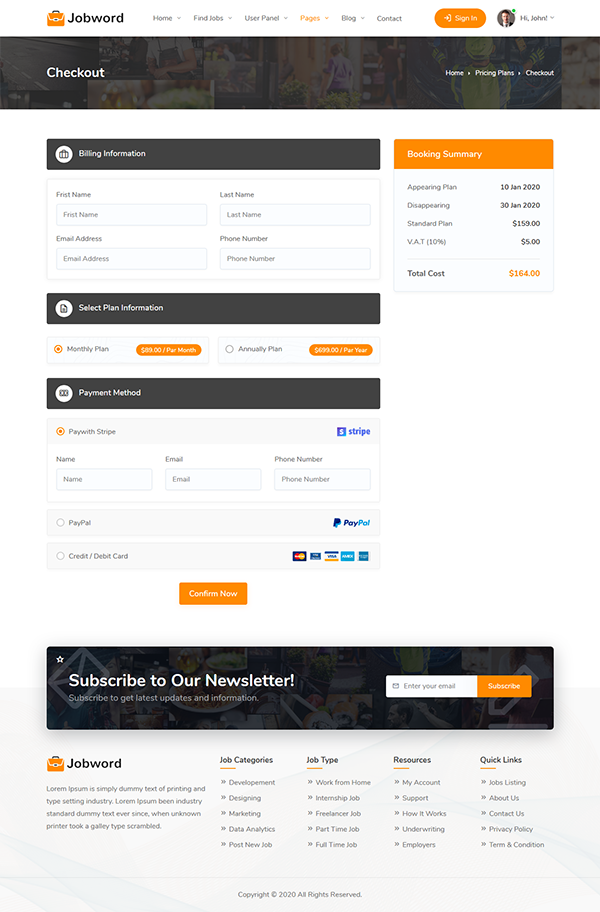 Jobword
Home Find Jobs User Panel Pages Blog Contact Sign In Hi, John!
Checkout
Home Pricing Plans Checkout
Billing Information
Frist Name Last Name
Frist Name Last Name
Email Address Phone Number
Email Address Phone Number
Booking Summary
Appearing Plan 10 Jan 2020
Disappearing 30 Jan 2020
Standard Plan $159.00
V.A.T (10%) $5.00
Total Cost $164.00
Select Plan Information
Monthly Plan $89.00 / Par Month Annually Plan $699.00 / Par Year
Payment Method
Paywith Stripe stripe
Name Email Phone Number
Name Email Phone Number
PayPal PayPal
Credit / Debit Card VISA
Confirm Now
Subscribe to Our Newsletter!
Subscribe to get latest updates and information.
Enter your email Subscribe
Jobword
Lorem Ipsum is simply dummy text of printing and
type setting industry. Lorem Ipsum been industry
standard dummy text ever since, when unknown
printer took a galley type scrambled.
Job Categories
» Developement
» Designing
» Marketing
» Data Analytics
» Post New Job
Job Type
» Work from Home
» Internship Job
» Freelancer Job
» Part Time Job
» Full Time Job
Resources
» My Account
» Support
» How It Works
» Underwriting
» Employers
Quick Links
» Jobs Listing
» About Us
» Contact Us
» Privacy Policy
» Term & Condition
Copyright © 2020 All Rights Reserved.